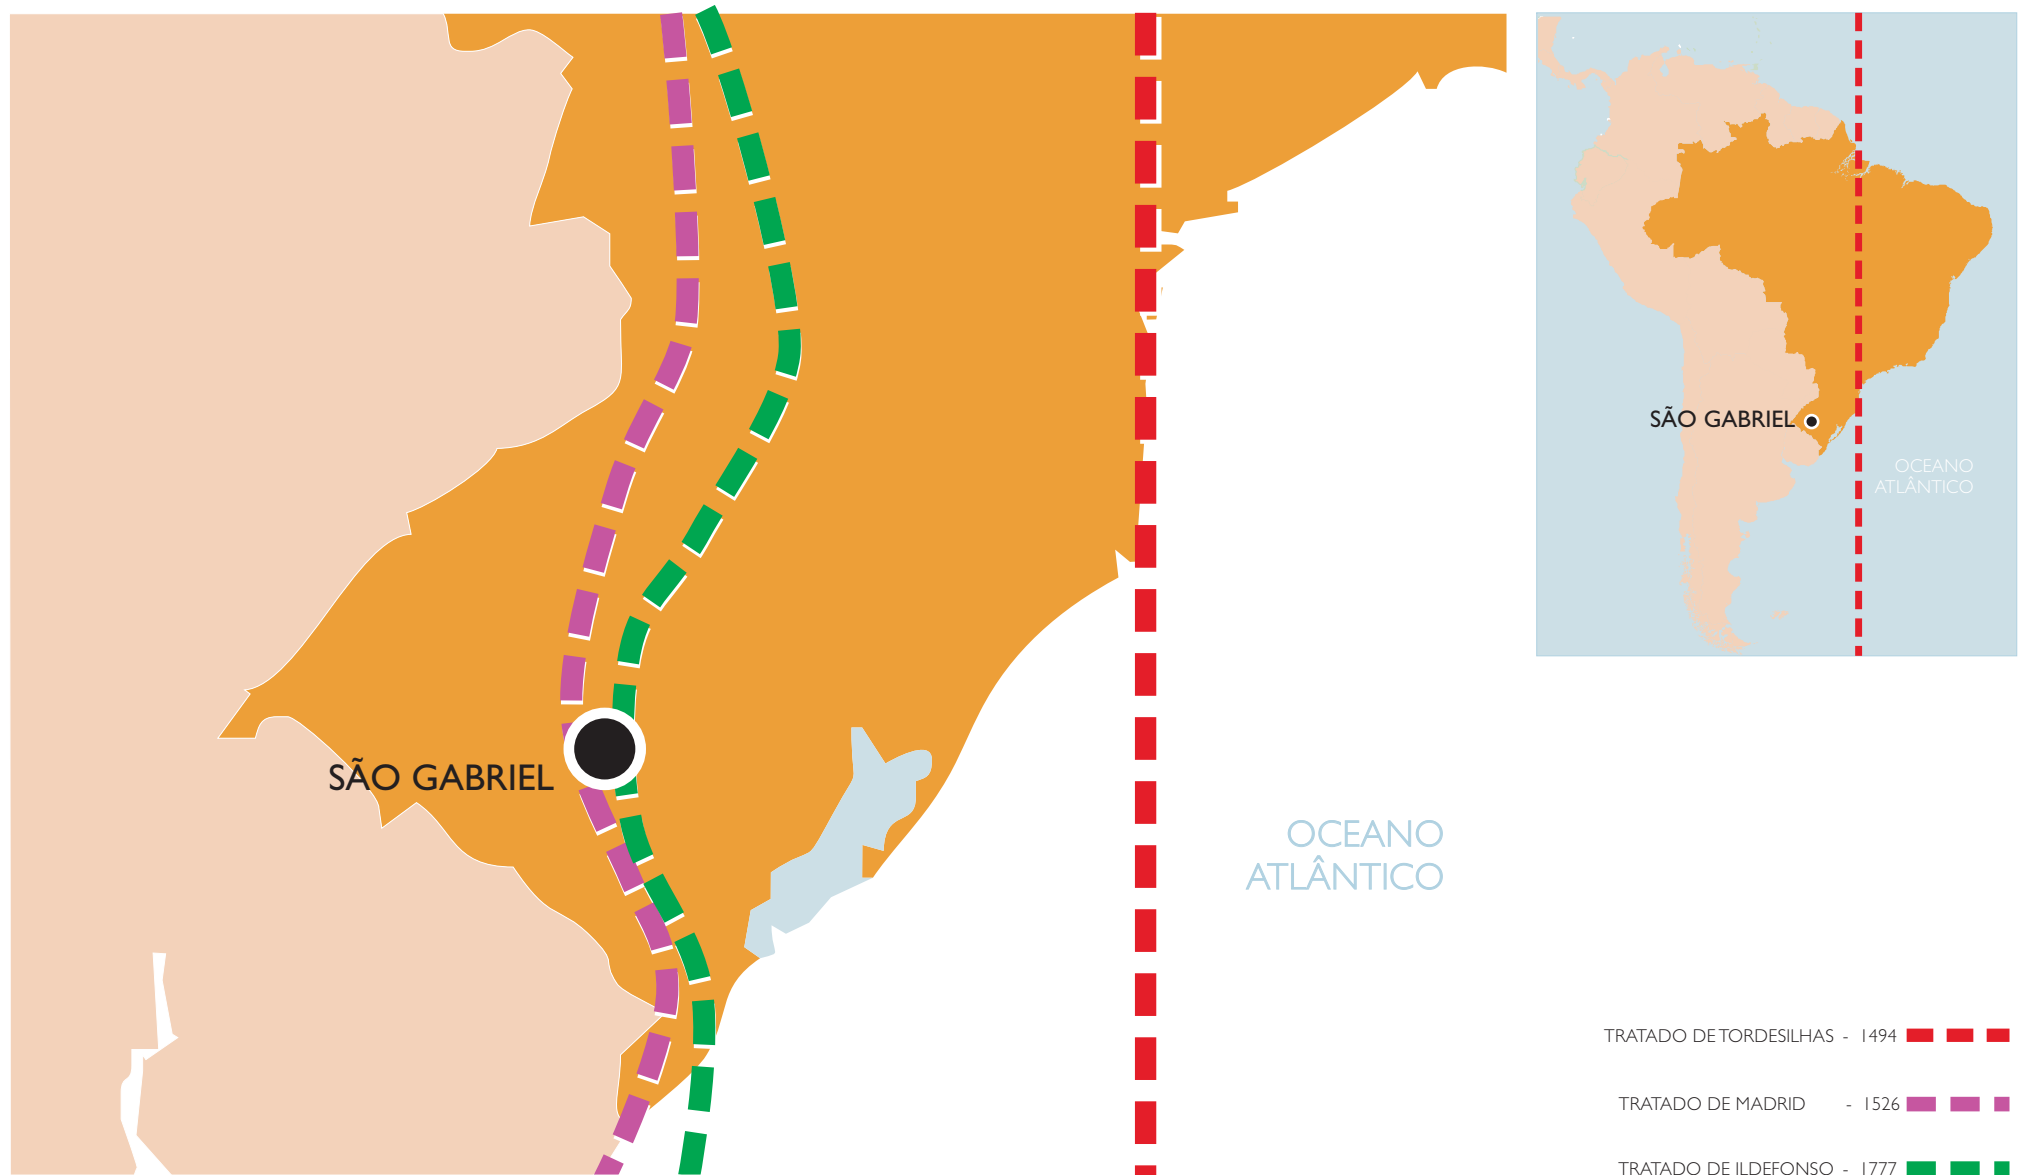 SÃO GABRIEL
OCEANO
ATLÂNTICO
SÃO GABRIEL
OCEANO
ATLÂNTICO
TRATADO DE TORDESILHAS - 1494
TRATADO DE MADRID - 1526
TRATADO DE ILDEFONSO - 1777